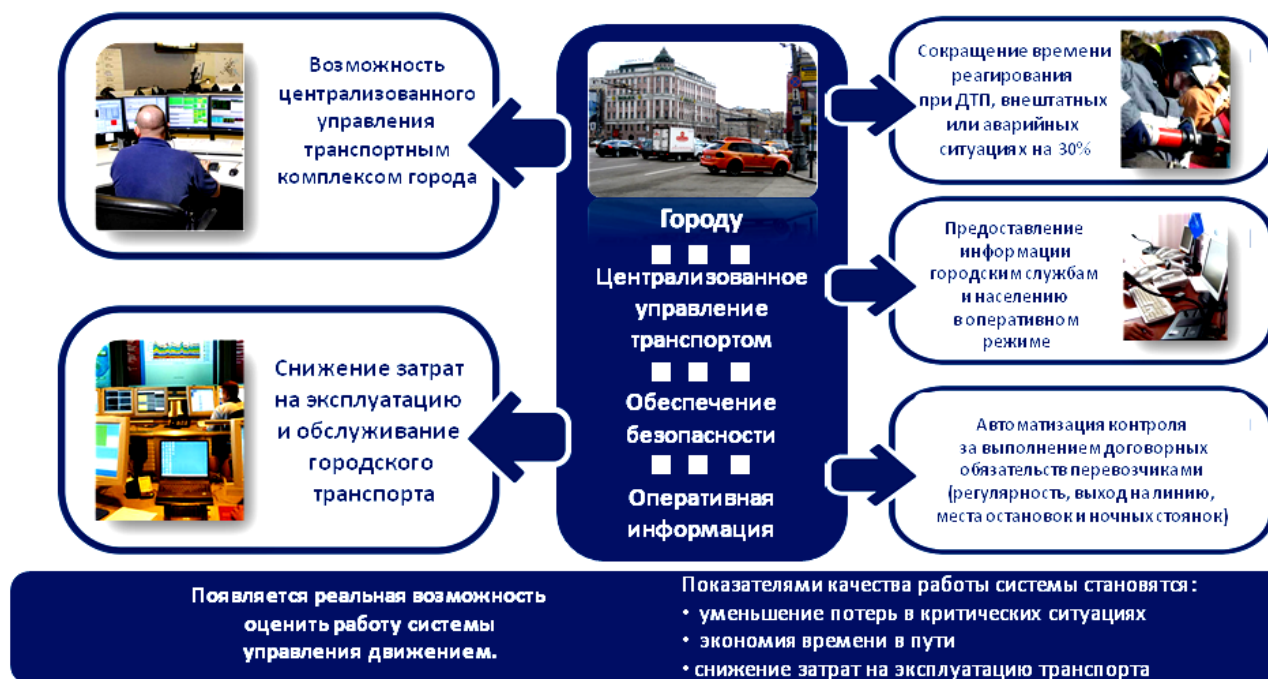 Возможность
централизованного
управления
транспортным
комплексом города
Снижение затрат
на эксплуатацию
и обслуживание
городского
транспорта
Городу
Централизованное
управление
транспортом
Обеспечение
безопасности
Оперативная
информация
Сокращение времени
реагирования
при ДТП, внештатных
или аварийных
ситуациях на 30%
Предоставление
информации
городским службам
и населению
в оперативном
режиме
Автоматизация контроля
за выполнением договорных
обязательств перевозчиками
(регулярность, выход на линию,
места остановок и ночных стоянок)
Появляется реальная возможность
оценить работу системы
управления движением.
Показателями качества работы системы становятся:
• уменьшение потерь в критических ситуациях
• экономия времени в пути
• снижение затрат на эксплуатацию транспорта